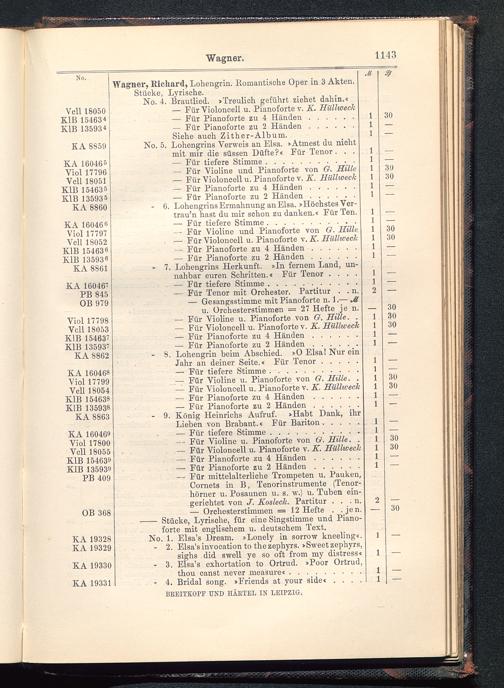 Wagner. 1143
No. ℳ ₰
Wagner, Richard, Lohengrin. Romantische Oper in 3 Akten.
Stücke, Lyrische.
No. 4. Brautlied. »Treulich geführt ziehet dahin.«
Vcll 18050 — Für Violoncell u. Pianoforte v. K. Hüllweck 1 30
KlB 15463⁴ — Für Pianoforte zu 4 Händen . . . . . . 1 —
KlB 13593⁴ — Für Pianoforte zu 2 Händen . . . . . . 1 —
Siehe auch Zither-Album.
KA 8859 No. 5. Lohengrins Verweis an Elsa. »Atmest du nicht
mit mir die süssen Düfte?« Für Tenor . . . 1 —
KA 16046⁵ — Für tiefere Stimme . . . . . . . . . 1 —
Viol 17796 — Für Violine und Pianoforte von G. Hille 1 30
Vcll 18051 — Für Violoncell u. Pianoforte v. K. Hüllweck 1 30
KlB 15463⁵ — Für Pianoforte zu 4 Händen . . . . . . 1 —
KlB 13593⁵ — Für Pianoforte zu 2 Händen . . . . . . 1 —
KA 8860 - 6. Lohengrins Ermahnung an Elsa. »Höchstes Ver-
trau'n hast du mir schon zu danken.« Für Ten. 1 —
KA 16046⁶ — Für tiefere Stimme . . . . . . . . . 1 —
Viol 17797 — Für Violine und Pianoforte von G. Hille 1 30
Vcll 18052 — Für Violoncell u. Pianoforte v. K. Hüllweck 1 30
KlB 15463⁶ — Für Pianoforte zu 4 Händen . . . . . . 1 —
KlB 13593⁶ — Für Pianoforte zu 2 Händen . . . . . . 1 —
KA 8861 - 7. Lohengrins Herkunft. »In fernem Land, un-
nahbar euren Schritten.« Für Tenor . . . . 1 —
KA 16046⁷ — Für tiefere Stimme . . . . . . . . . 1 —
PB 845 — Für Tenor mit Orchester. Partitur . . n. 2 —
OB 979 — Gesangsstimme mit Pianoforte n. 1.— ℳ
u. Orchesterstimmen = 27 Hefte je n. — 30
Viol 17798 — Für Violine u. Pianoforte von G. Hille. . 1 30
Vcll 18053 — Für Violoncell u. Pianoforte v. K. Hüllweck 1 30
KlB 15463⁷ — Für Pianoforte zu 4 Händen . . . . . . 1 —
KlB 13593⁷ — Für Pianoforte zu 2 Händen . . . . . . 1 —
KA 8862 - 8. Lohengrin beim Abschied. »O Elsa! Nur ein
Jahr an deiner Seite.« Für Tenor . . . . . 1 —
KA 16046⁸ — Für tiefere Stimme . . . . . . . . . 1 —
Viol 17799 — Für Violine u. Pianoforte von G. Hille. . 1 30
Vcll 18054 — Für Violoncell u. Pianoforte v. K. Hüllweck 1 30
KlB 15463⁸ — Für Pianoforte zu 4 Händen . . . . . . 1 —
KlB 13593⁸ — Für Pianoforte zu 2 Händen . . . . . . 1 —
KA 8863 - 9. König Heinrichs Aufruf. »Habt Dank, ihr
Lieben von Brabant.« Für Bariton . . . . . 1 —
KA 16046⁹ — Für tiefere Stimme . . . . . . . . . 1 —
Viol 17800 — Für Violine u. Pianoforte von G. Hille. . 1 30
Vcll 18055 — Für Violoncell u. Pianoforte v. K. Hüllweck 1 30
KlB 15463⁹ — Für Pianoforte zu 4 Händen . . . . . . 1 —
KlB 13593⁹ — Für Pianoforte zu 2 Händen . . . . . . 1 —
PB 409 — Für mittelalterliche Trompeten u. Pauken,
Cornets in B, Tenorinstrumente (Tenor-
hörner u. Posaunen u. s. w.) u. Tuben ein-
gerichtet von J. Kosleck. Partitur . . . n. 2 —
OB 368 — Orchesterstimmen = 12 Hefte . . je n. — 30
—— Stücke, Lyrische, für eine Singstimme und Piano-
forte mit englischem u. deutschem Text.
KA 19328 No. 1. Elsa's Dream. »Lonely in sorrow kneeling«. 1 —
KA 19329 - 2. Elsa's invocation to the zephyrs. »Sweet zephyrs,
sighs did swell ye so oft from my distress« 1 —
KA 19330 - 3. Elsa's exhortation to Ortrud. »Poor Ortrud,
thou canst never measure« . . . . . . . . 1 —
KA 19331 - 4. Bridal song. »Friends at your side« . . . . 1 —
BREITKOPF UND HÄRTEL IN LEIPZIG.